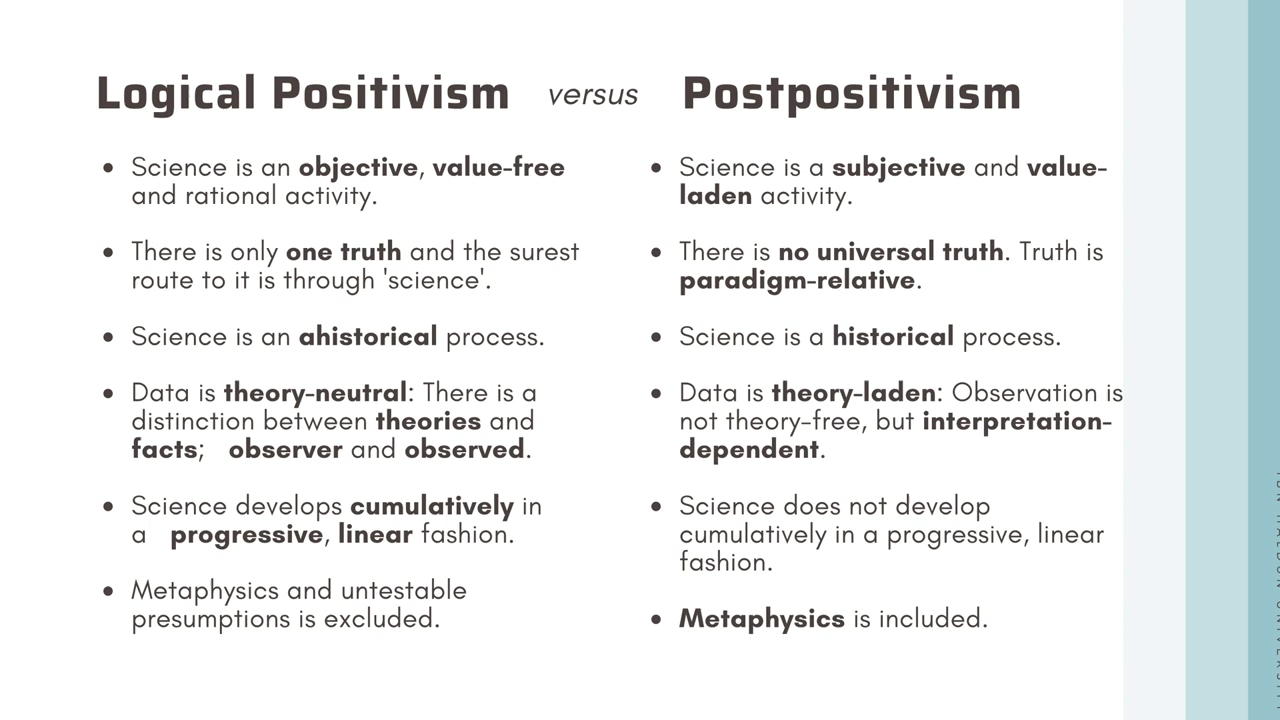 Logical Positivism versus Postpositivism
• Science is an objective, value-free
and rational activity.
• There is only one truth and the surest
route to it is through 'science'.
• Science is an ahistorical process.
• Data is theory-neutral: There is a
distinction between theories and
facts; observer and observed.
• Science develops cumulatively in
a progressive, linear fashion.
• Metaphysics and untestable
presumptions is excluded.
• Science is a subjective and value-
laden activity.
• There is no universal truth. Truth is
paradigm-relative.
• Science is a historical process.
• Data is theory-laden: Observation is
not theory-free, but interpretation-
dependent.
• Science does not develop
cumulatively in a progressive, linear
fashion.
• Metaphysics is included.